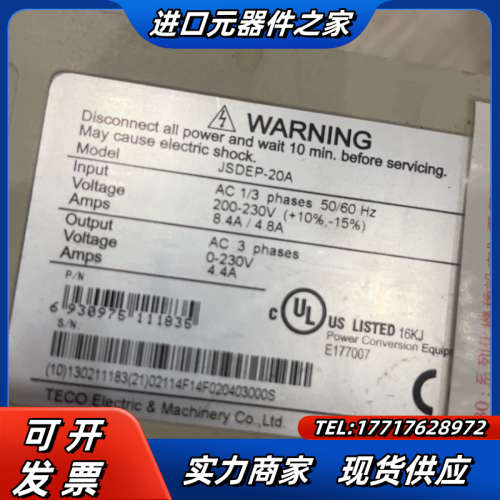 进口元器件之家
WARNING
Disconnect all power and wait 10 min. before servicing.
May cause electric shock.
Model JSDEP-20A
Input AC 1/3 phases 50/60 Hz
Voltage 200-230V (+10%,-15%)
Amps 8.4A / 4.8A
Output AC 3 phases
Voltage 0-230V
Amps 4.4A
P/N
6 930975 111835
S/N
(10)130211183(21)02114F14F020403000S
TECO Electric & Machinery Co.,Ltd.
C UL US LISTED 16KJ
Power Conversion Equip
E177007
TEL:17717628972
可开
发票
实力商家 现货供应